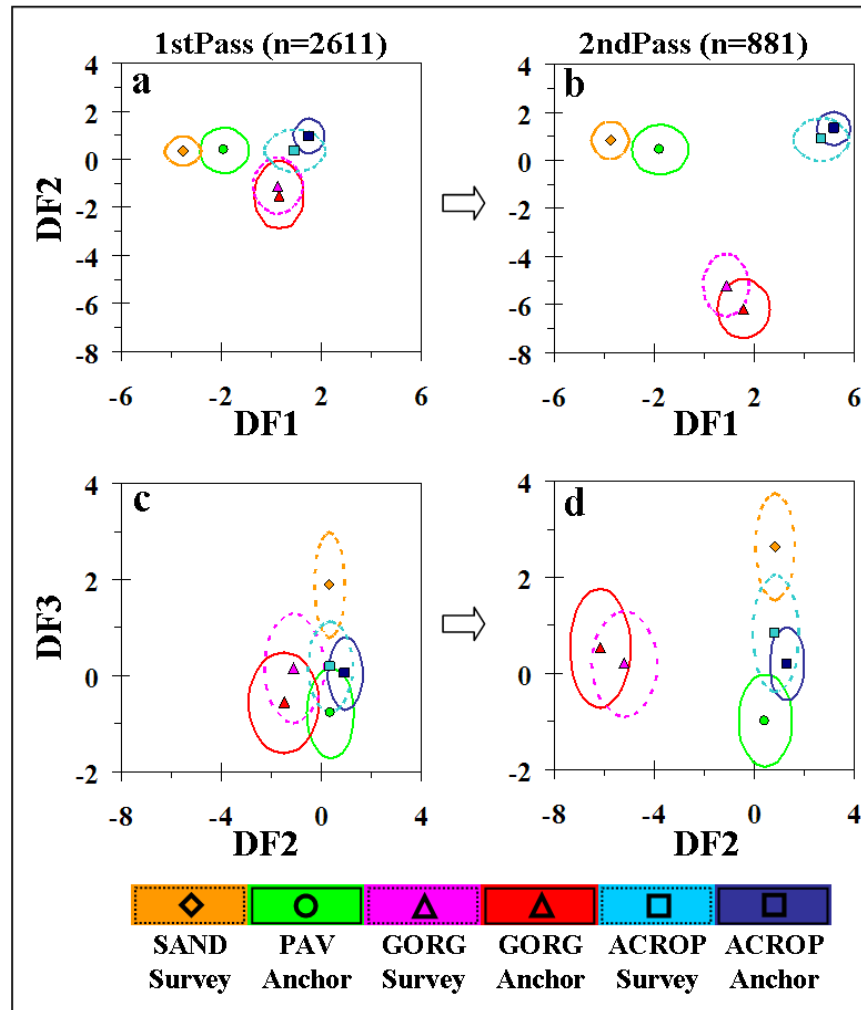 1stPass (n=2611)
2ndPass (n=881)
a
4
2
0
-2
-4
-6
-8
DF2
-6
-2
2
6
DF1
b
4
2
0
-2
-4
-6
-8
-6
-2
2
6
DF1
c
4
2
0
-2
DF3
-8
-4
0
4
DF2
d
4
2
0
-2
-8
-4
0
4
DF2
SAND PAV GORG GORG ACROP ACROP
Survey Anchor Survey Anchor Survey Anchor